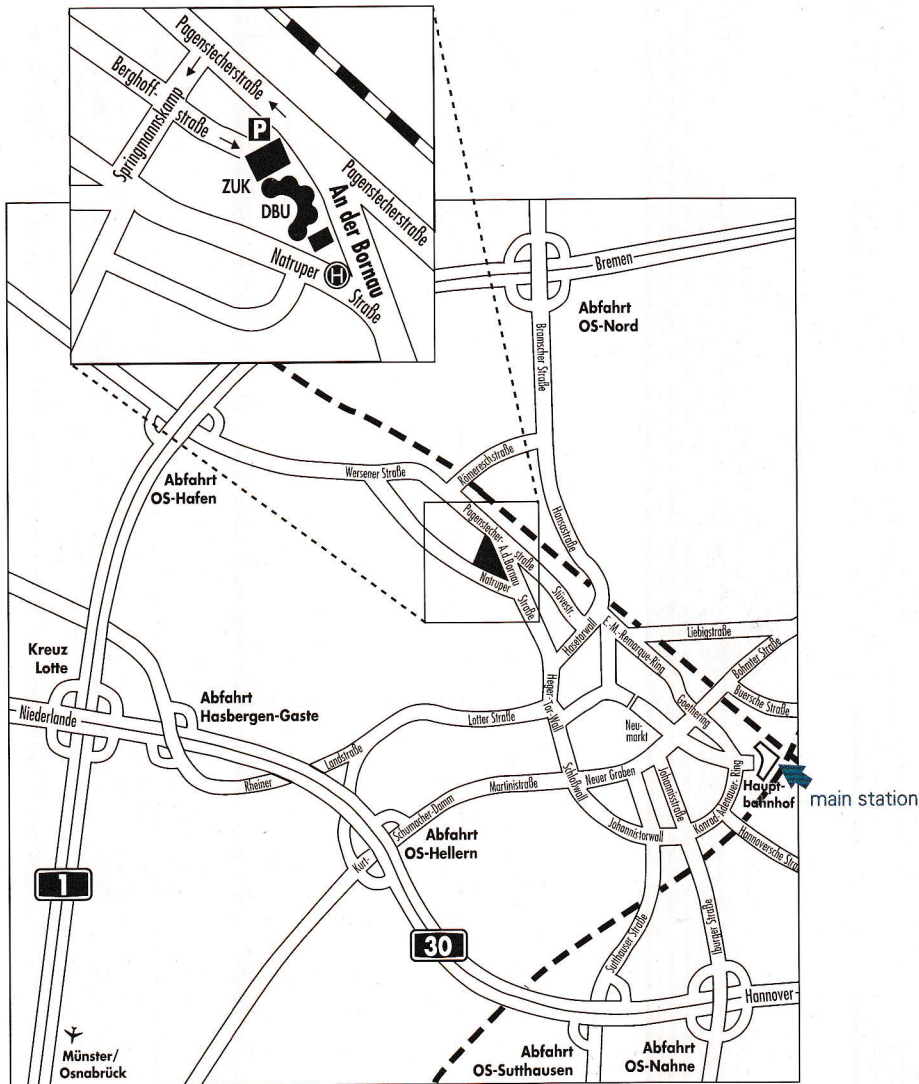 Pagenstecherstraße
Berghoff-
straße
Springmannskamp
P
ZUK
DBU
An der Bornau
Pagenstecherstraße
Natruper
H
Straße
Bremen
Abfahrt
OS-Nord
Bramscher Straße
Abfahrt
OS-Hafen
Wersener Straße
Römereschstraße
Pagenstecher-
straße
A.d.Bornau
Natruper
Straße
Hansastraße
Stüvestr.
Hasetorwall
E.-M.-Remarque-Ring
Liebigstraße
Bohmter Straße
Buersche Straße
Goethering
Kreuz
Lotte
Niederlande
Abfahrt
Hasbergen-Gaste
Heger-Tor-Wall
Lotter Straße
Neu-
markt
Rheiner
Landstraße
Schloßwall
Neuer Graben
Martinistraße
Johannisstraße
Konrad-Adenauer-Ring
Haupt-
bahnhof
main station
Kurt-
Schumacher-Damm
Abfahrt
OS-Hellern
Johannistorwall
Hannoversche Stra
1
30
Sutthauser Straße
Iburger Straße
Hannover
Münster/
Osnabrück
Abfahrt
OS-Sutthausen
Abfahrt
OS-Nahne